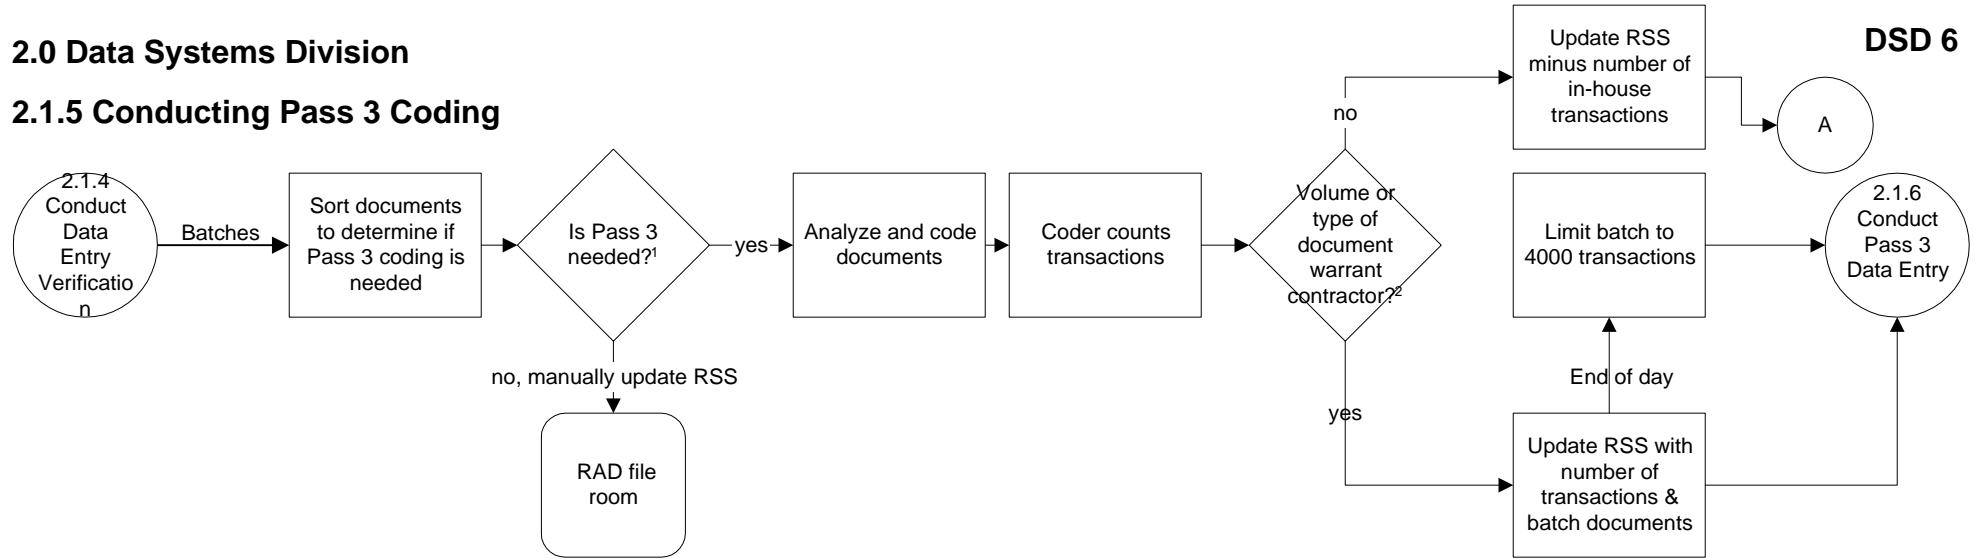 2.0 Data Systems Division
DSD 6
2.1.5 Conducting Pass 3 Coding
2.1.4
Conduct
Data
Entry
Verificatio
n
Batches
Sort documents
to determine if
Pass 3 coding is
needed
Is Pass 3
needed?¹
no, manually update RSS
RAD file
room
yes
Analyze and code
documents
Coder counts
transactions
Volume or
type of
document
warrant
contractor?²
no
Update RSS
minus number of
in-house
transactions
A
yes
Update RSS with
number of
transactions &
batch documents
End of day
Limit batch to
4000 transactions
2.1.6
Conduct
Pass 3
Data Entry